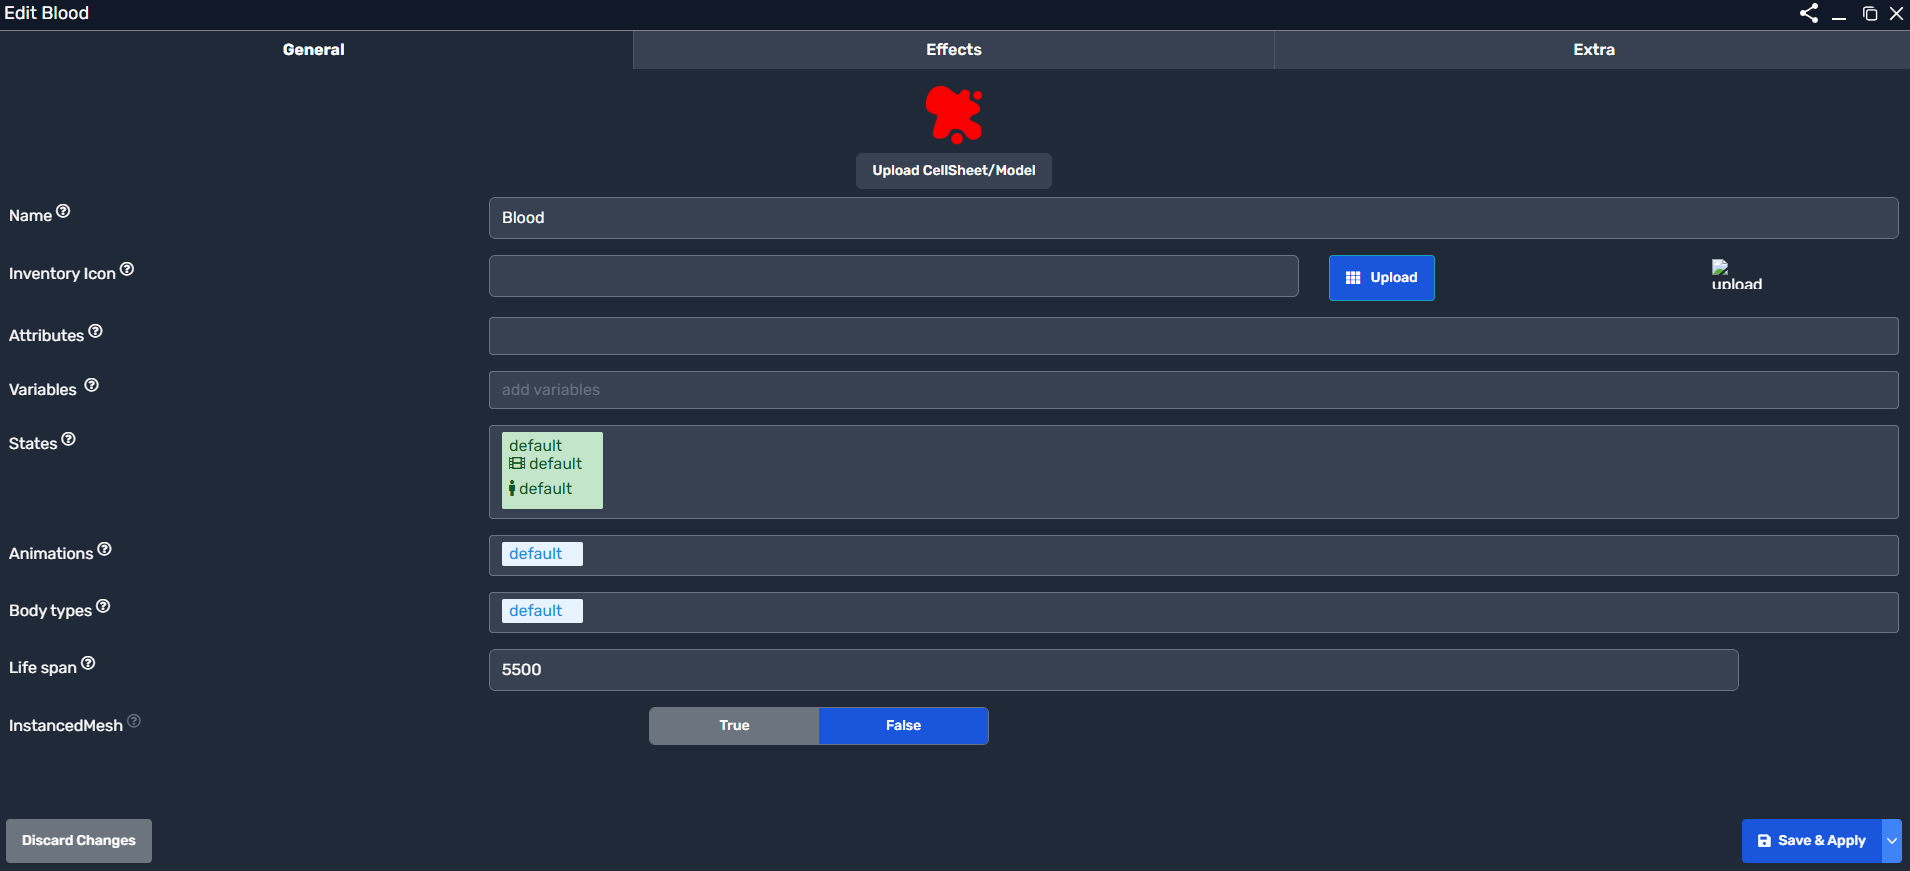 Edit Blood
General
Effects
Extra
Upload CellSheet/Model
Name
Blood
Inventory Icon
Upload
upload
Attributes
Variables
add variables
States
default
default
default
Animations
default
Body types
default
Life span
5500
InstancedMesh
True
False
Discard Changes
Save & Apply